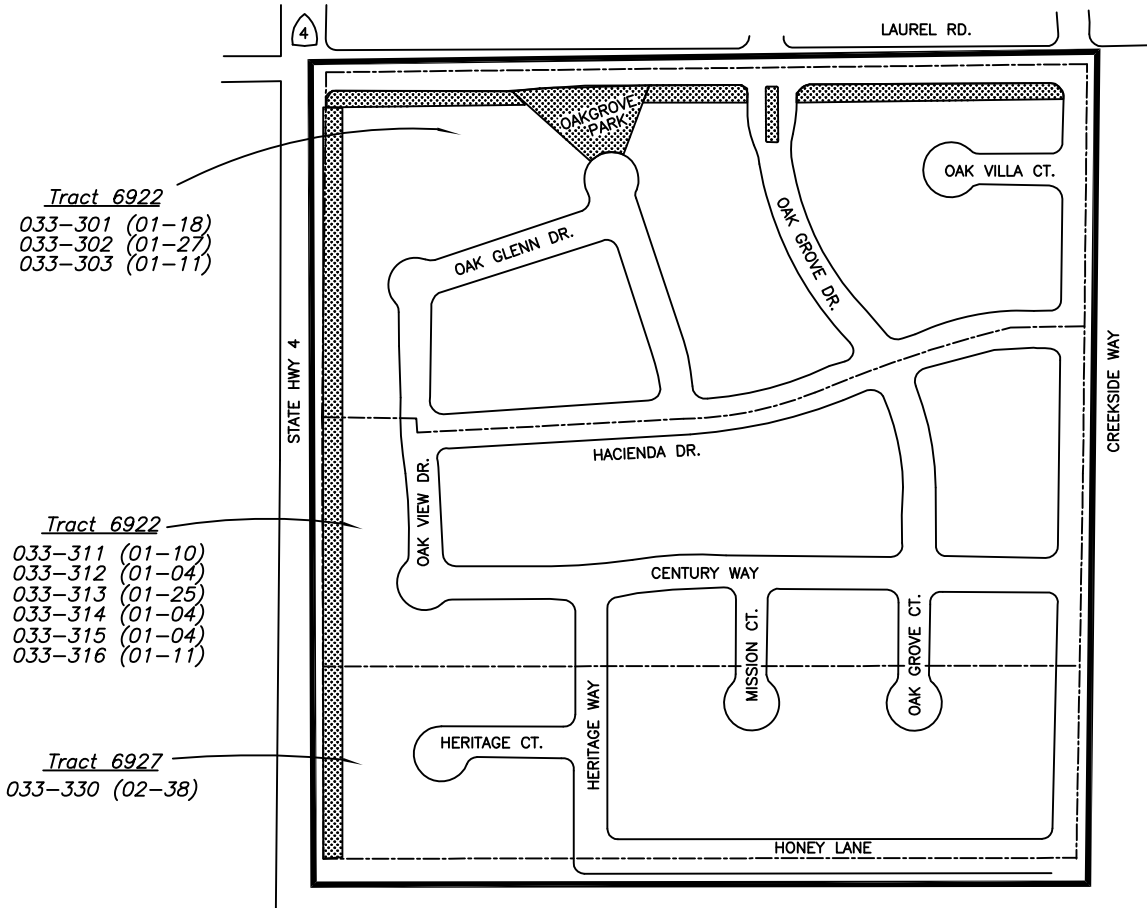 LAUREL RD.
4
OAKGROVE
PARK
OAK VILLA CT.
Tract 6922
033-301 (01-18)
033-302 (01-27)
033-303 (01-11)
OAK GLENN DR.
OAK GROVE DR.
STATE HWY 4
CREEKSIDE WAY
HACIENDA DR.
OAK VIEW DR.
Tract 6922
033-311 (01-10)
033-312 (01-04)
033-313 (01-25)
033-314 (01-04)
033-315 (01-04)
033-316 (01-11)
CENTURY WAY
MISSION CT.
OAK GROVE CT.
HERITAGE WAY
HERITAGE CT.
Tract 6927
033-330 (02-38)
HONEY LANE